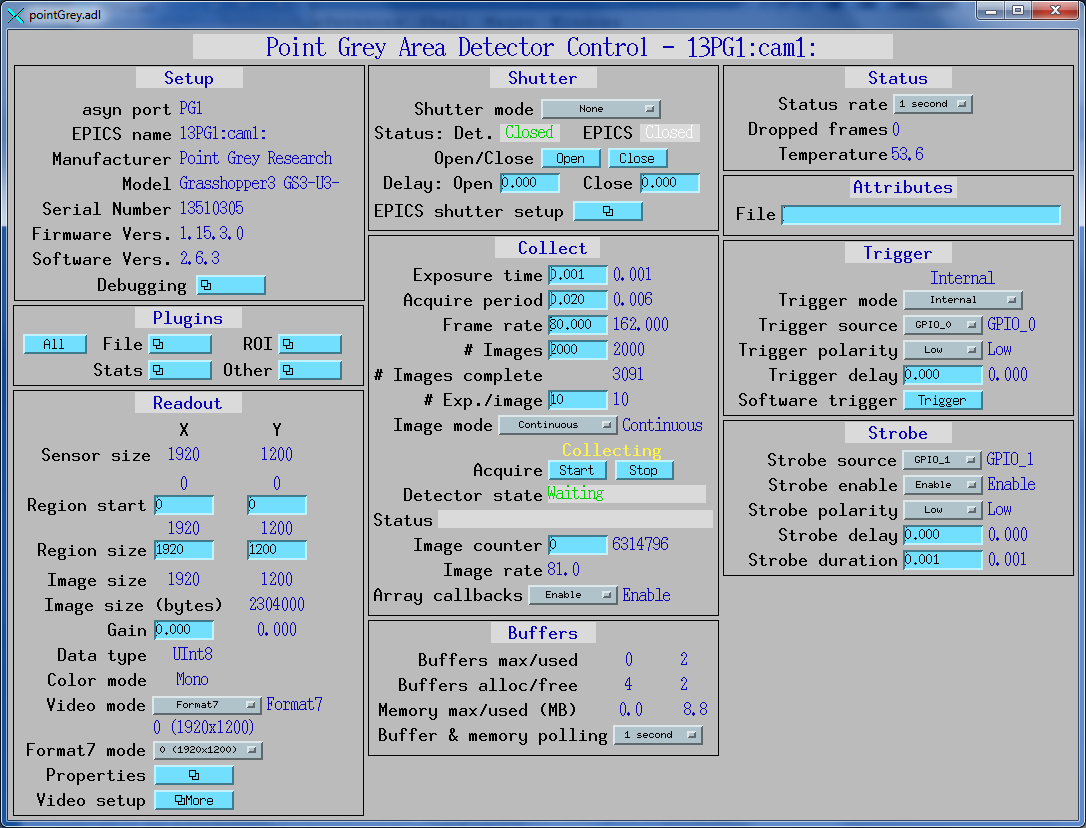 pointGrey.adl
Point Grey Area Detector Control - 13PG1:cam1:
Setup
asyn port PG1
EPICS name 13PG1:cam1:
Manufacturer Point Grey Research
Model Grasshopper3 GS3-U3-
Serial Number 13510305
Firmware Vers. 1.15.3.0
Software Vers. 2.6.3
Debugging
Plugins
All File ROI
Stats Other
Readout
X Y
Sensor size 1920 1200
0 0
Region start 0 0
1920 1200
Region size 1920 1200
Image size 1920 1200
Image size (bytes) 2304000
Gain 0.000 0.000
Data type UInt8
Color mode Mono
Video mode Format7 Format7
0 (1920x1200)
Format7 mode 0 (1920x1200)
Properties
Video setup More
Shutter
Shutter mode None
Status: Det. Closed EPICS Closed
Open/Close Open Close
Delay: Open 0.000 Close 0.000
EPICS shutter setup
Collect
Exposure time 0.001 0.001
Acquire period 0.020 0.006
Frame rate 80.000 162.000
# Images 2000 2000
# Images complete 3091
# Exp./image 10 10
Image mode Continuous Continuous
Collecting
Acquire Start Stop
Detector state Waiting
Status
Image counter 0 6314796
Image rate 81.0
Array callbacks Enable Enable
Buffers
Buffers max/used 0 2
Buffers alloc/free 4 2
Memory max/used (MB) 0.0 8.8
Buffer & memory polling 1 second
Status
Status rate 1 second
Dropped frames 0
Temperature 53.6
Attributes
File
Trigger
Internal
Trigger mode Internal
Trigger source GPIO_0 GPIO_0
Trigger polarity Low Low
Trigger delay 0.000 0.000
Software trigger Trigger
Strobe
Strobe source GPIO_1 GPIO_1
Strobe enable Enable Enable
Strobe polarity Low Low
Strobe delay 0.000 0.000
Strobe duration 0.001 0.001